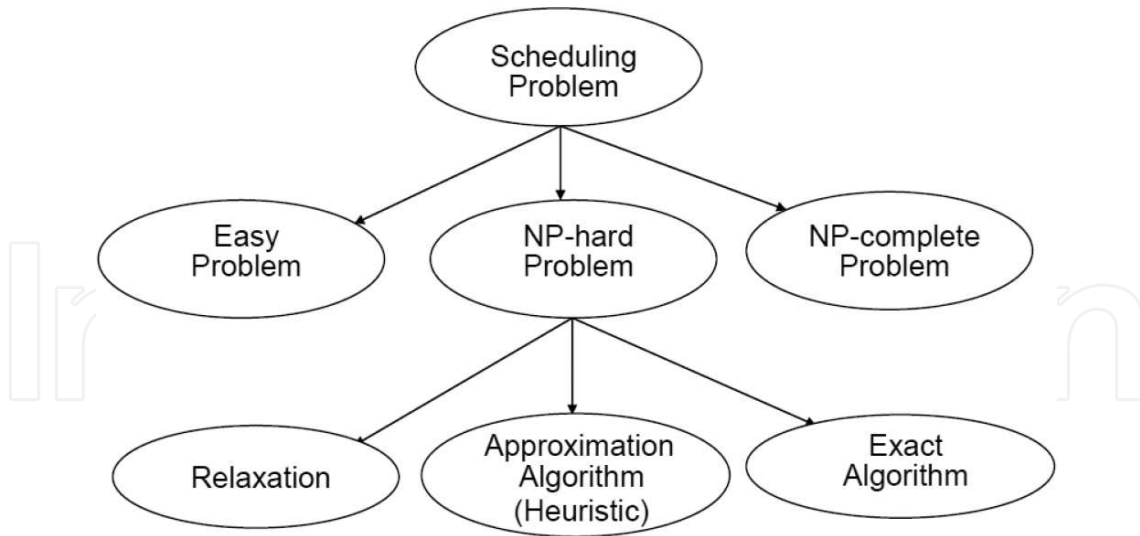 Scheduling
Problem
Easy
Problem
NP-hard
Problem
NP-complete
Problem
Relaxation
Approximation
Algorithm
(Heuristic)
Exact
Algorithm